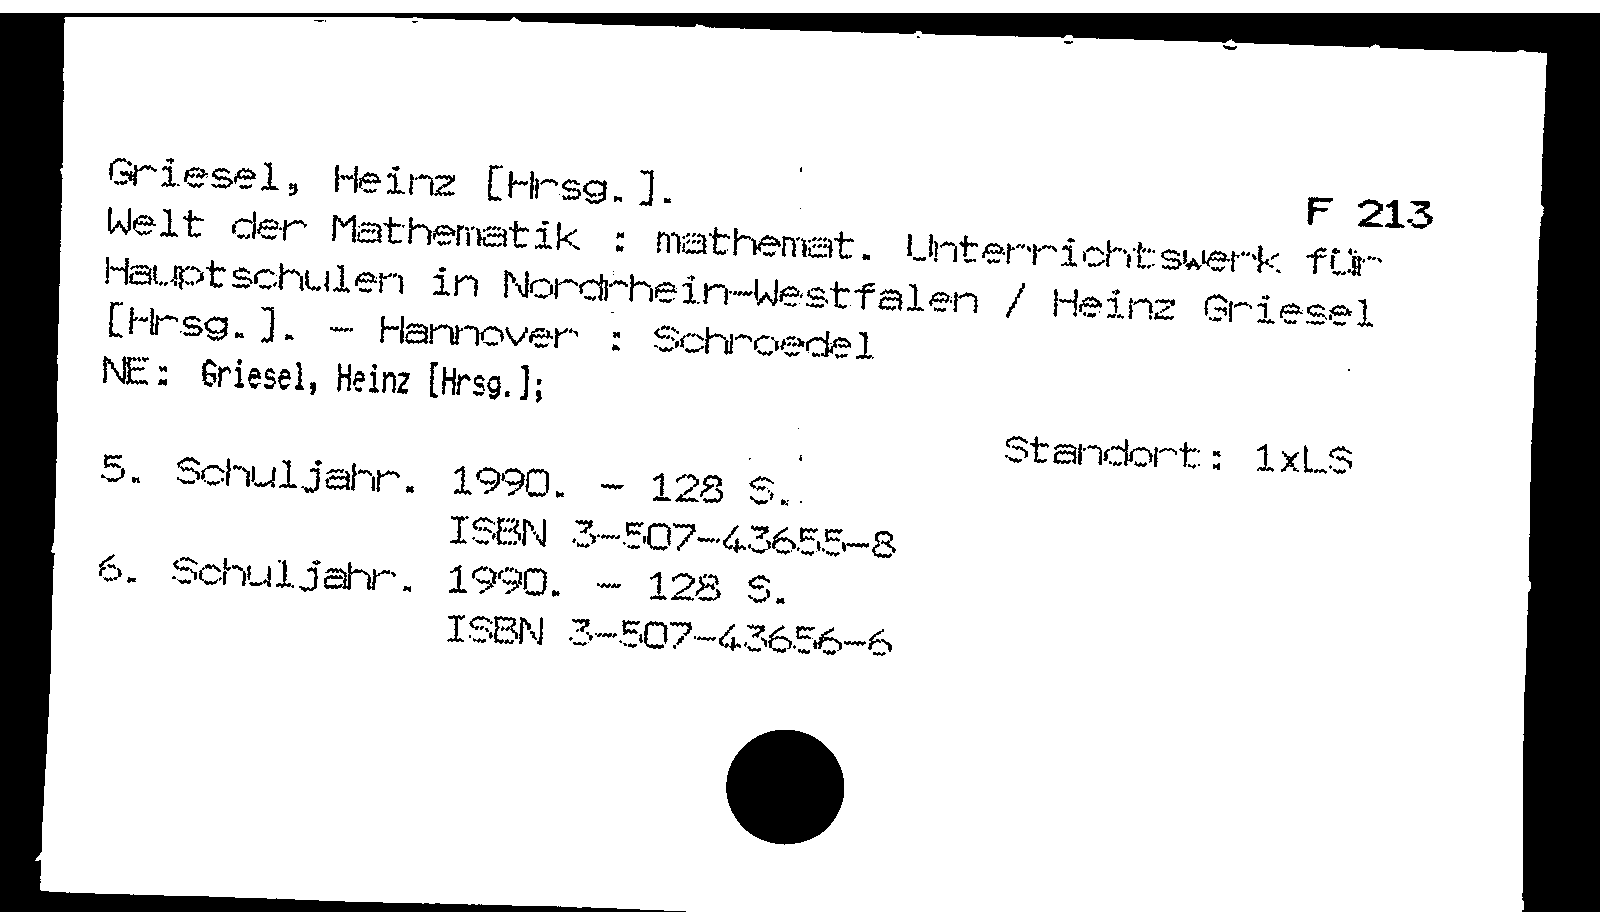 Griesel, Heinz [Hrsg.].
F 213
Welt der Mathematik : mathemat. Unterrichtswerk für
Hauptschulen in Nordrhein-Westfalen / Heinz Griesel
[Hrsg.]. - Hannover : Schroedel
NE: Griesel, Heinz [Hrsg.];
Standort: 1xLS
5. Schuljahr. 1990. - 128 S.
ISBN 3-507-43655-8
6. Schuljahr. 1990. - 128 S.
ISBN 3-507-43656-6